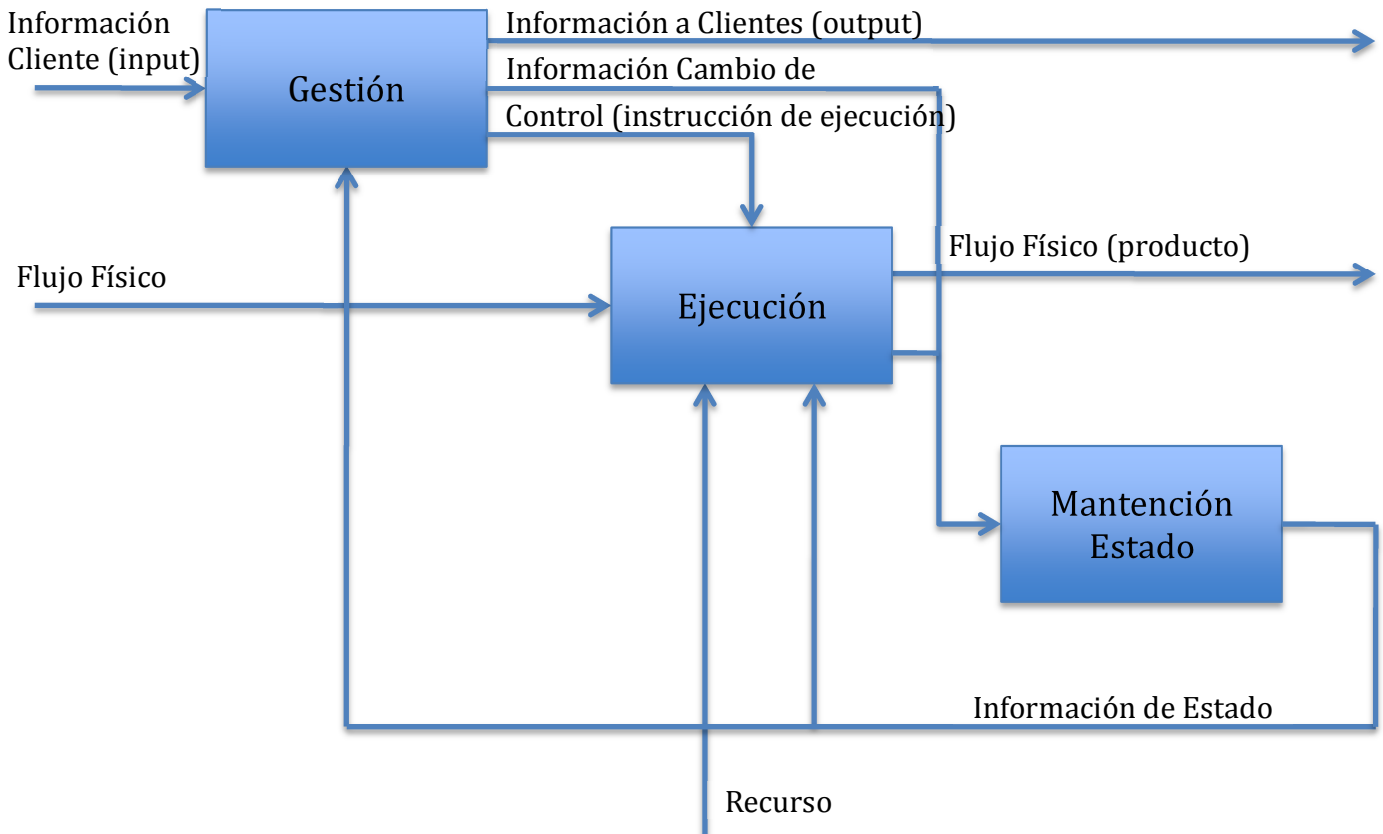 Información
Cliente (input)
Gestión
Información a Clientes (output)
Información Cambio de
Control (instrucción de ejecución)
Flujo Físico
Ejecución
Flujo Físico (producto)
Mantención
Estado
Información de Estado
Recurso